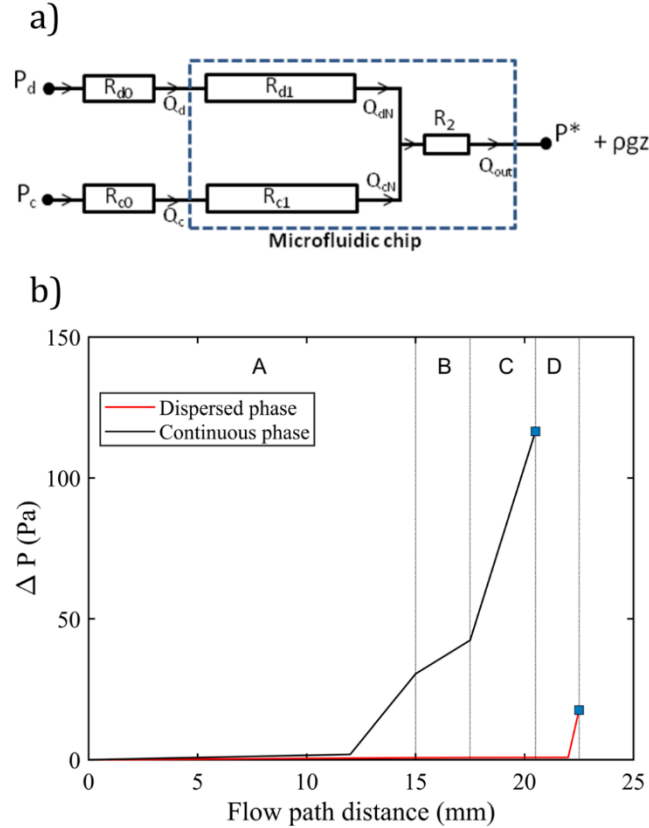 a)
P_d R_d0 Q_d R_d1 Q_dN
R_2 P* + ρgz
Q_out
P_c R_c0 Q_c R_c1 Q_cN
Microfluidic chip
b)
150
100
50
0
Δ P (Pa)
A B C D
Dispersed phase
Continuous phase
0 5 10 15 20 25
Flow path distance (mm)